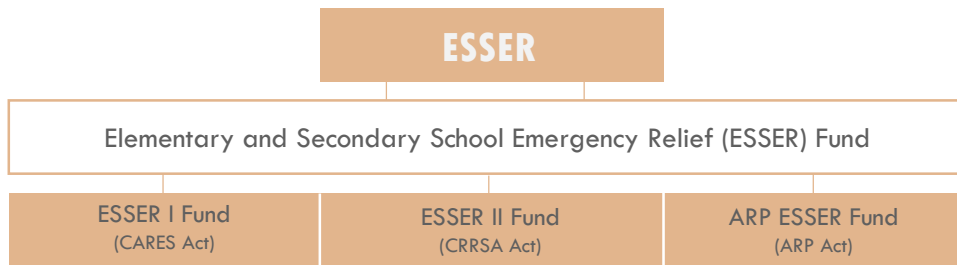 ESSER
Elementary and Secondary School Emergency Relief (ESSER) Fund
ESSER I Fund
(CARES Act)
ESSER II Fund
(CRRSA Act)
ARP ESSER Fund
(ARP Act)